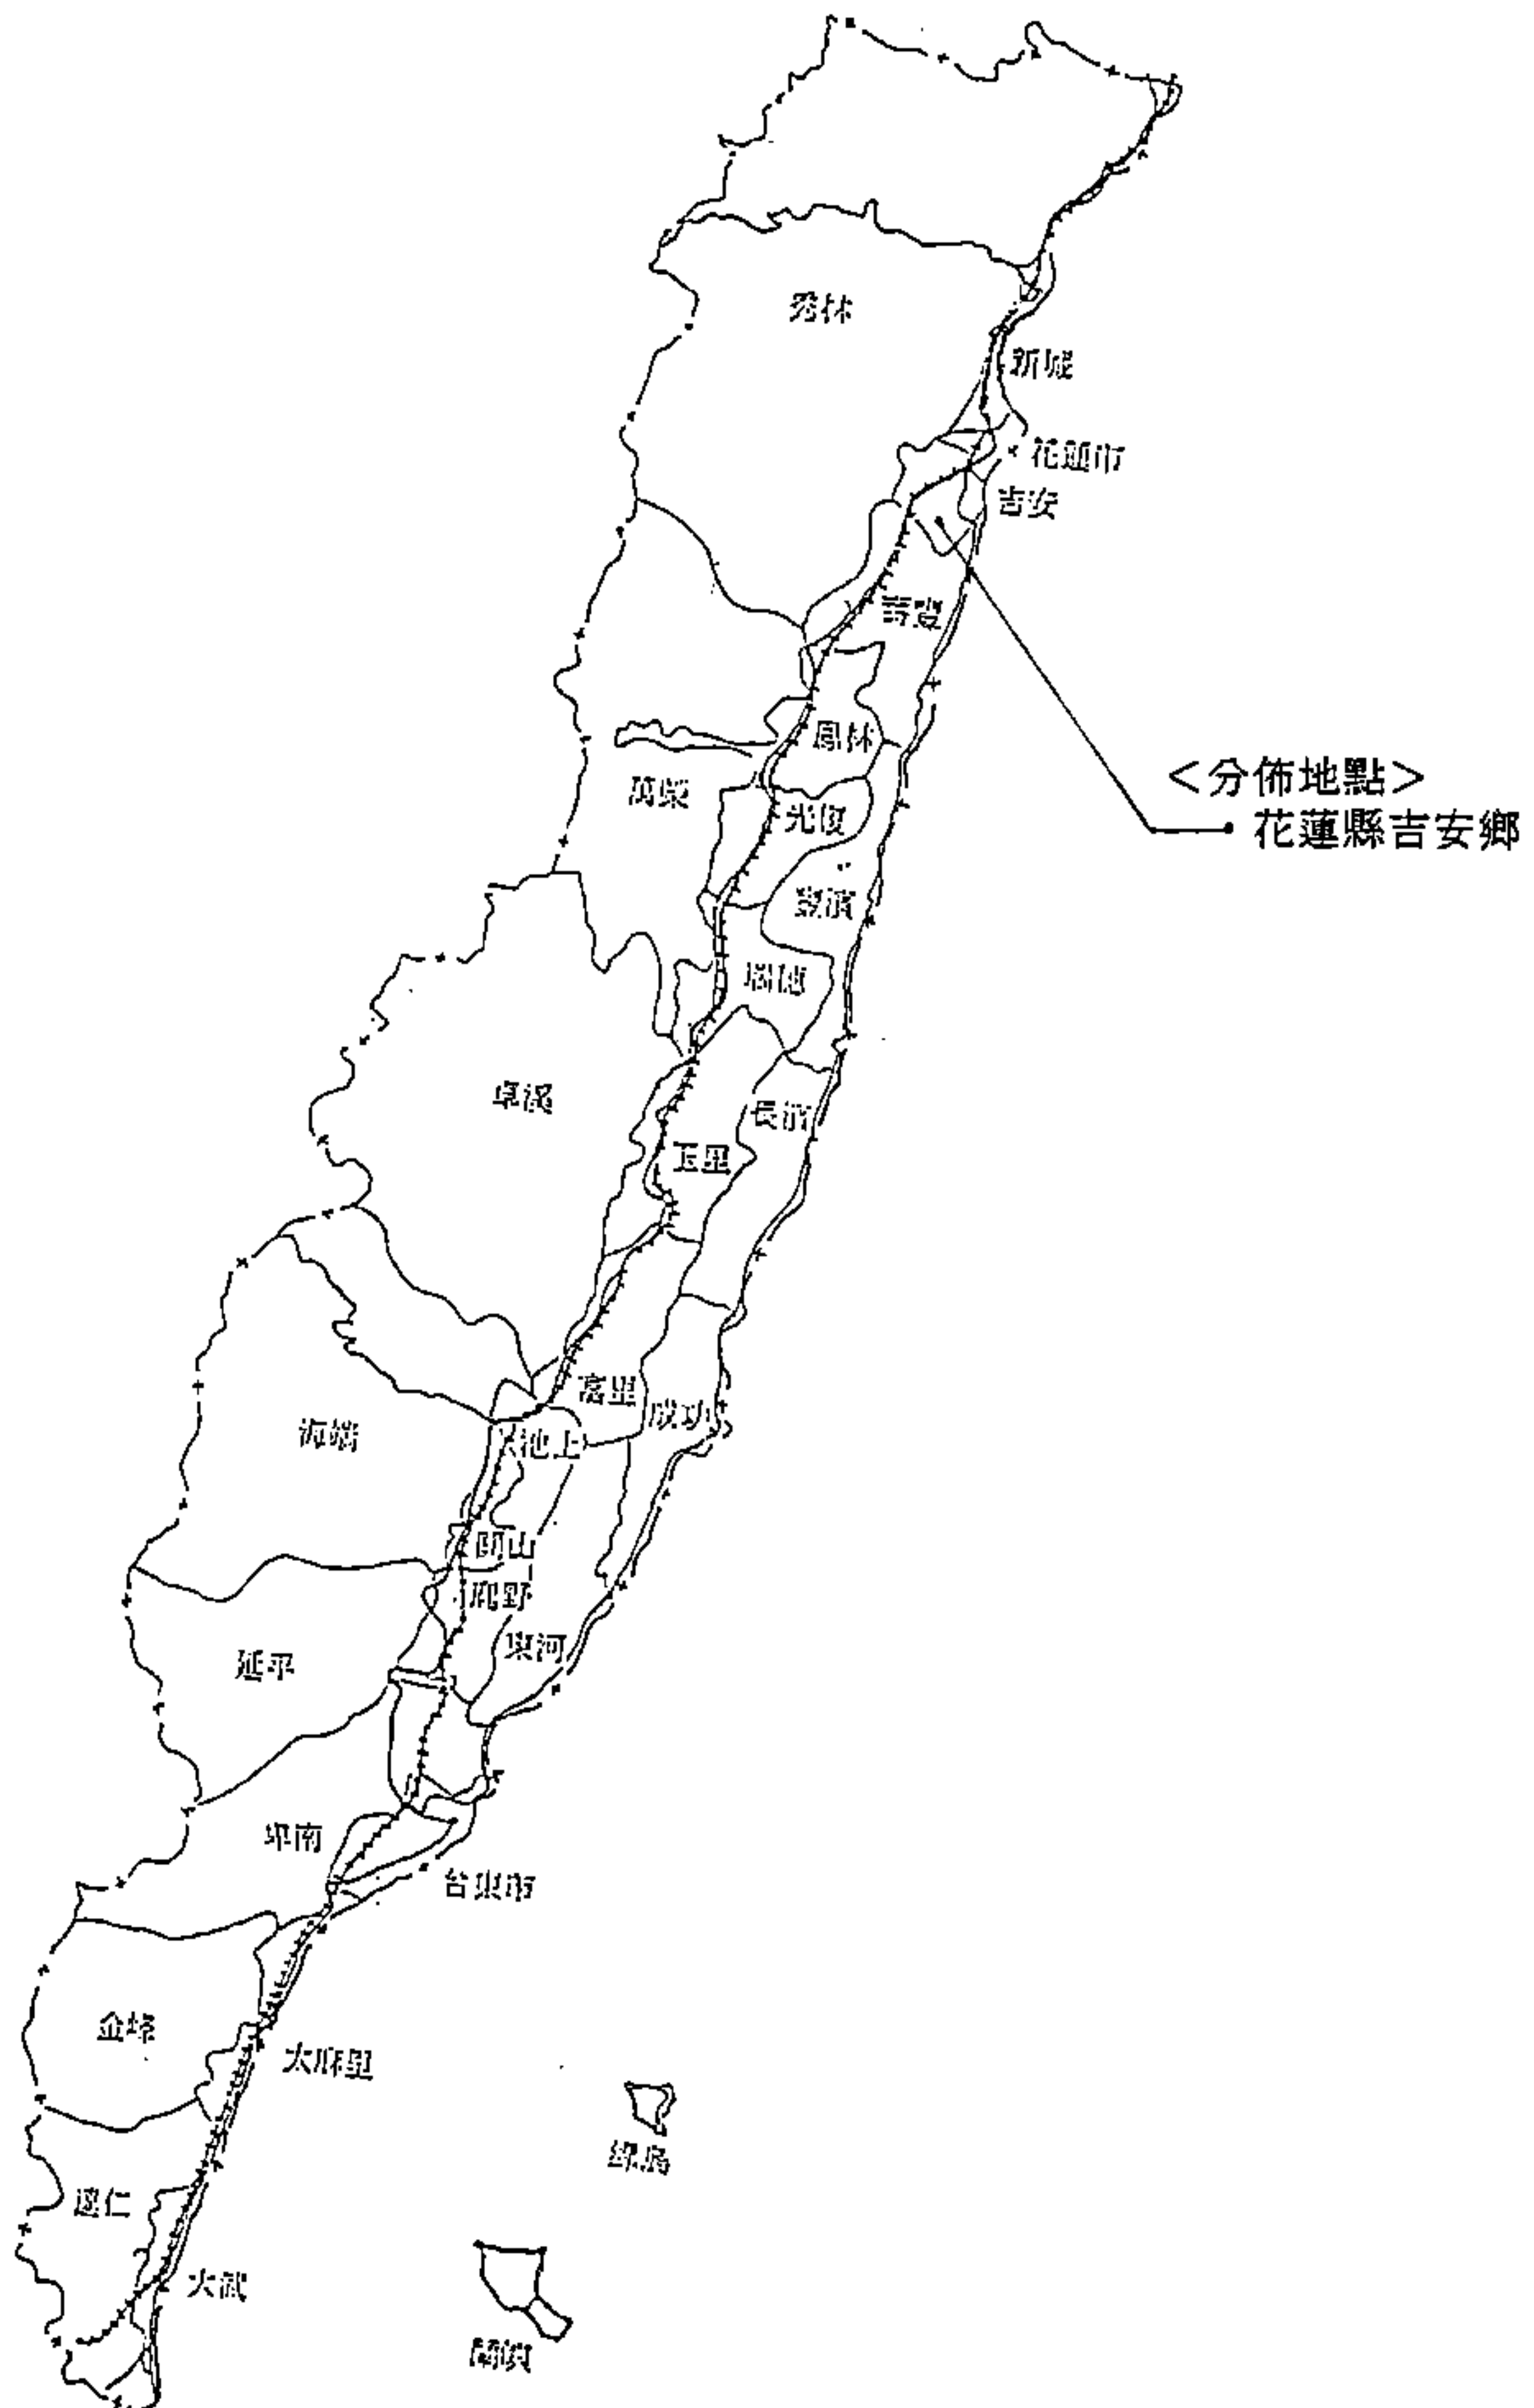 秀林
新城
花蓮市
吉安
壽豐
鳳林
<分佈地點>
花蓮縣吉安鄉
萬榮
光復
豐濱
瑞穗
卓溪
長濱
玉里
富里
成功
海端
池上
關山
鹿野
延平
東河
卑南
台東市
金峰
太麻里
綠島
達仁
大武
蘭嶼